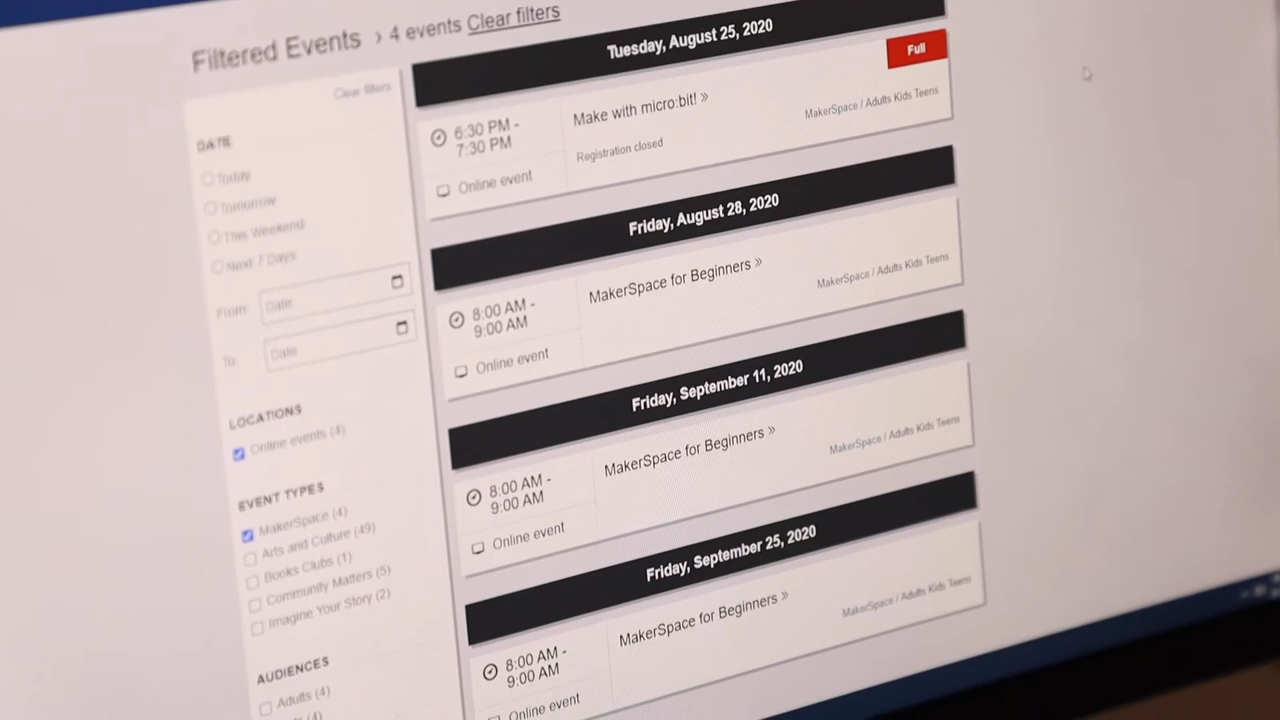 Filtered Events › 4 events Clear filters
Clear filters
DATE
Today
Tomorrow
This Weekend
Next 7 Days
From Date
To Date
LOCATIONS
Online events (4)
EVENT TYPES
MakerSpace (4)
Arts and Culture (49)
Books Clubs (1)
Community Matters (5)
Imagine Your Story (2)
AUDIENCES
Adults (4)
Tuesday, August 25, 2020
Full
6:30 PM -
7:30 PM
Online event
Make with micro:bit! »
Registration closed
MakerSpace / Adults Kids Teens
Friday, August 28, 2020
8:00 AM -
9:00 AM
Online event
MakerSpace for Beginners »
MakerSpace / Adults Kids Teens
Friday, September 11, 2020
8:00 AM -
9:00 AM
Online event
MakerSpace for Beginners »
MakerSpace / Adults Kids Teens
Friday, September 25, 2020
8:00 AM -
9:00 AM
Online event
MakerSpace for Beginners »
MakerSpace / Adults Kids Teens